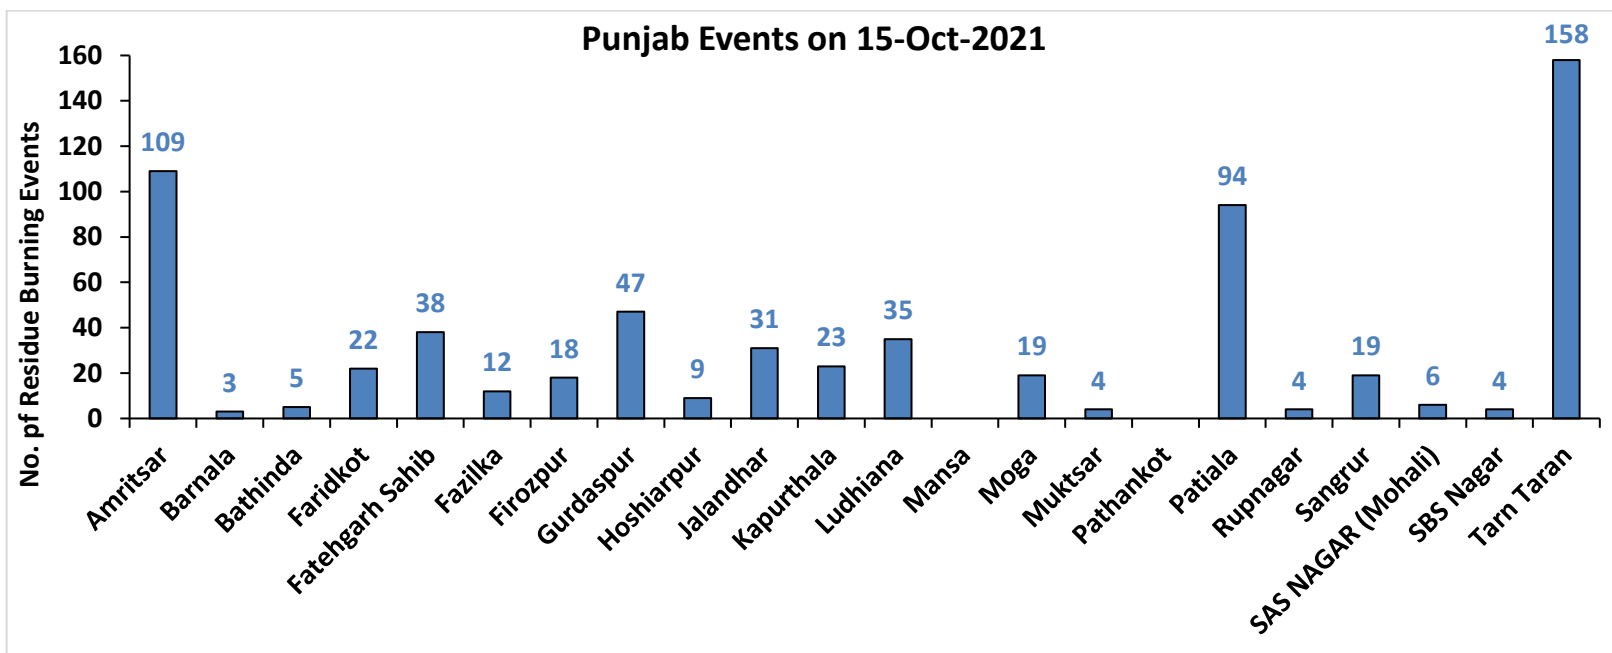 Punjab Events on 15-Oct-2021
No. pf Residue Burning Events
160
140
120
100
80
60
40
20
0
109
3
5
22
38
12
18
47
9
31
23
35
19
4
94
4
19
6
4
158
Amritsar
Barnala
Bathinda
Faridkot
Fatehgarh Sahib
Fazilka
Firozpur
Gurdaspur
Hoshiarpur
Jalandhar
Kapurthala
Ludhiana
Mansa
Moga
Muktsar
Pathankot
Patiala
Rupnagar
Sangrur
SAS NAGAR (Mohali)
SBS Nagar
Tarn Taran